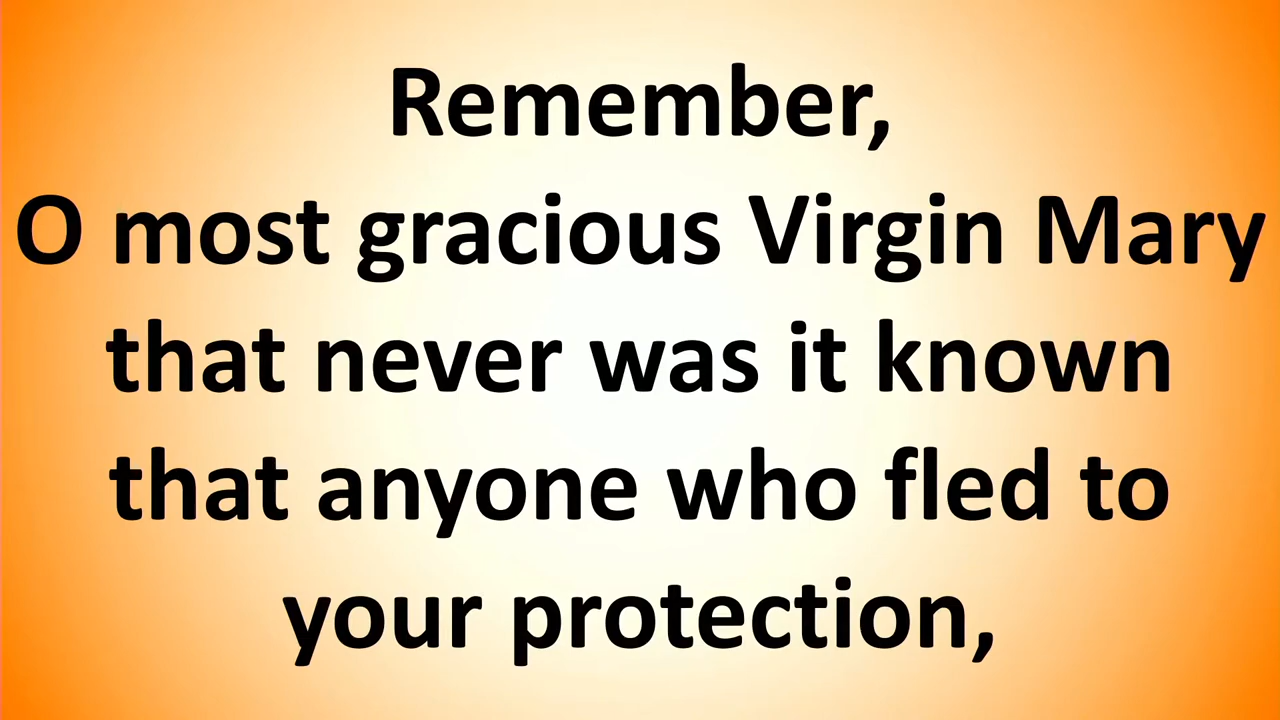 Remember,
O most gracious Virgin Mary
that never was it known
that anyone who fled to
your protection,